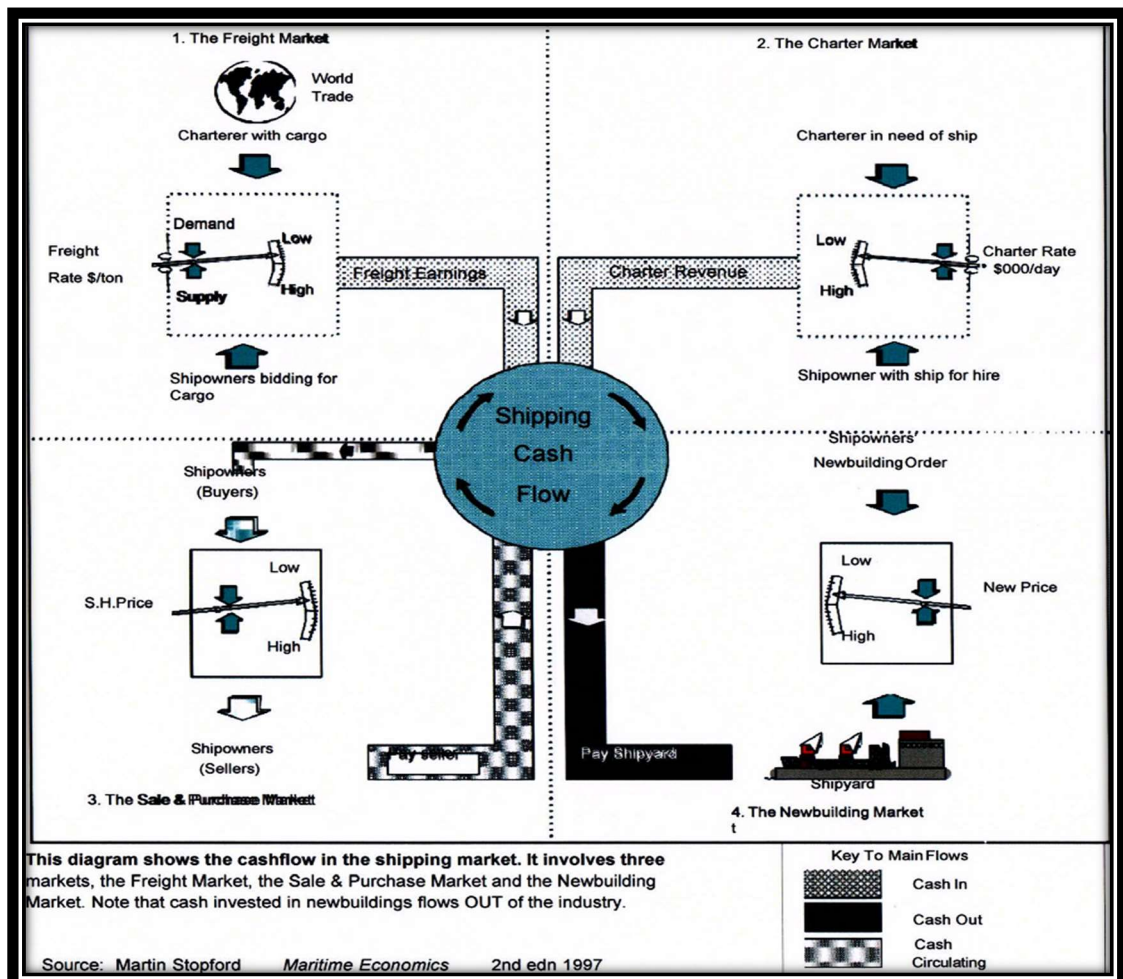 1. The Freight Market
World
Trade
Charterer with cargo
Demand
Low
Freight
Rate $/ton
High
Supply
Freight Earnings
Shipowners bidding for
Cargo
2. The Charter Market
Charterer in need of ship
Low
Charter Rate
$000/day
High
Charter Revenue
Shipowner with ship for hire
Shipping
Cash
Flow
Shipowners
(Buyers)
Low
S.H.Price
High
Shipowners
(Sellers)
Pay seller
3. The Sale & Purchase Market
Shipowners'
Newbuilding Order
Low
New Price
High
Pay Shipyard
Shipyard
4. The Newbuilding Market
t
This diagram shows the cashflow in the shipping market. It involves three
markets, the Freight Market, the Sale & Purchase Market and the Newbuilding
Market. Note that cash invested in newbuildings flows OUT of the industry.
Source: Martin Stopford Maritime Economics 2nd edn 1997
Key To Main Flows
Cash In
Cash Out
Cash
Circulating